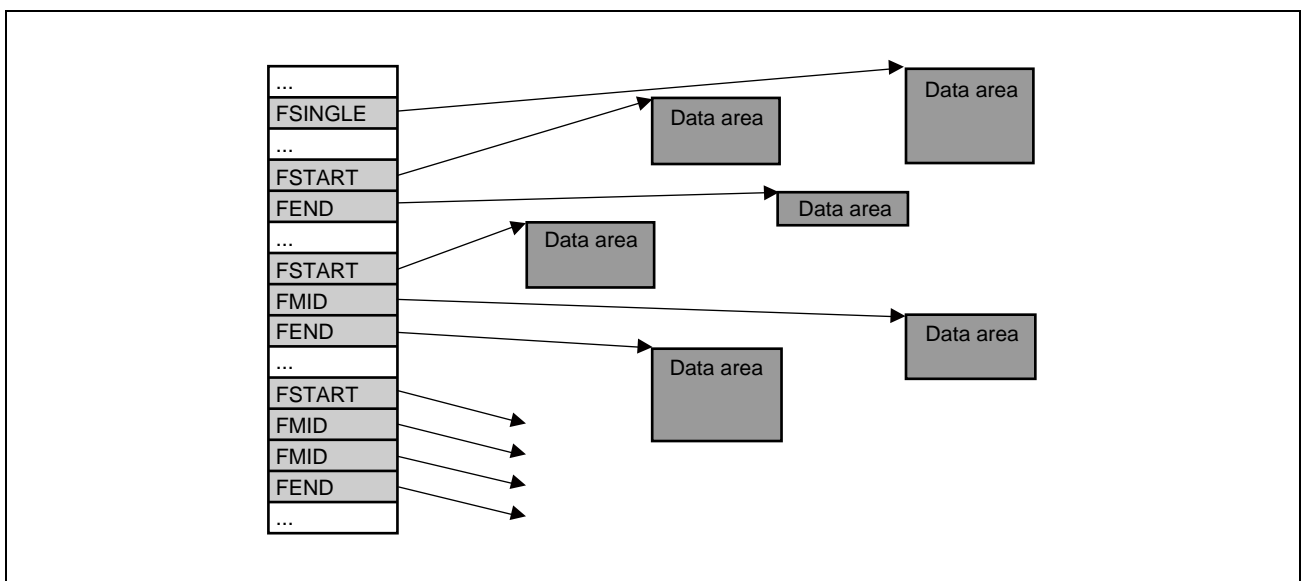 ...
FSINGLE
...
FSTART
FEND
...
FSTART
FMID
FEND
...
FSTART
FMID
FMID
FEND
...
Data area
Data area
Data area
Data area
Data area
Data area